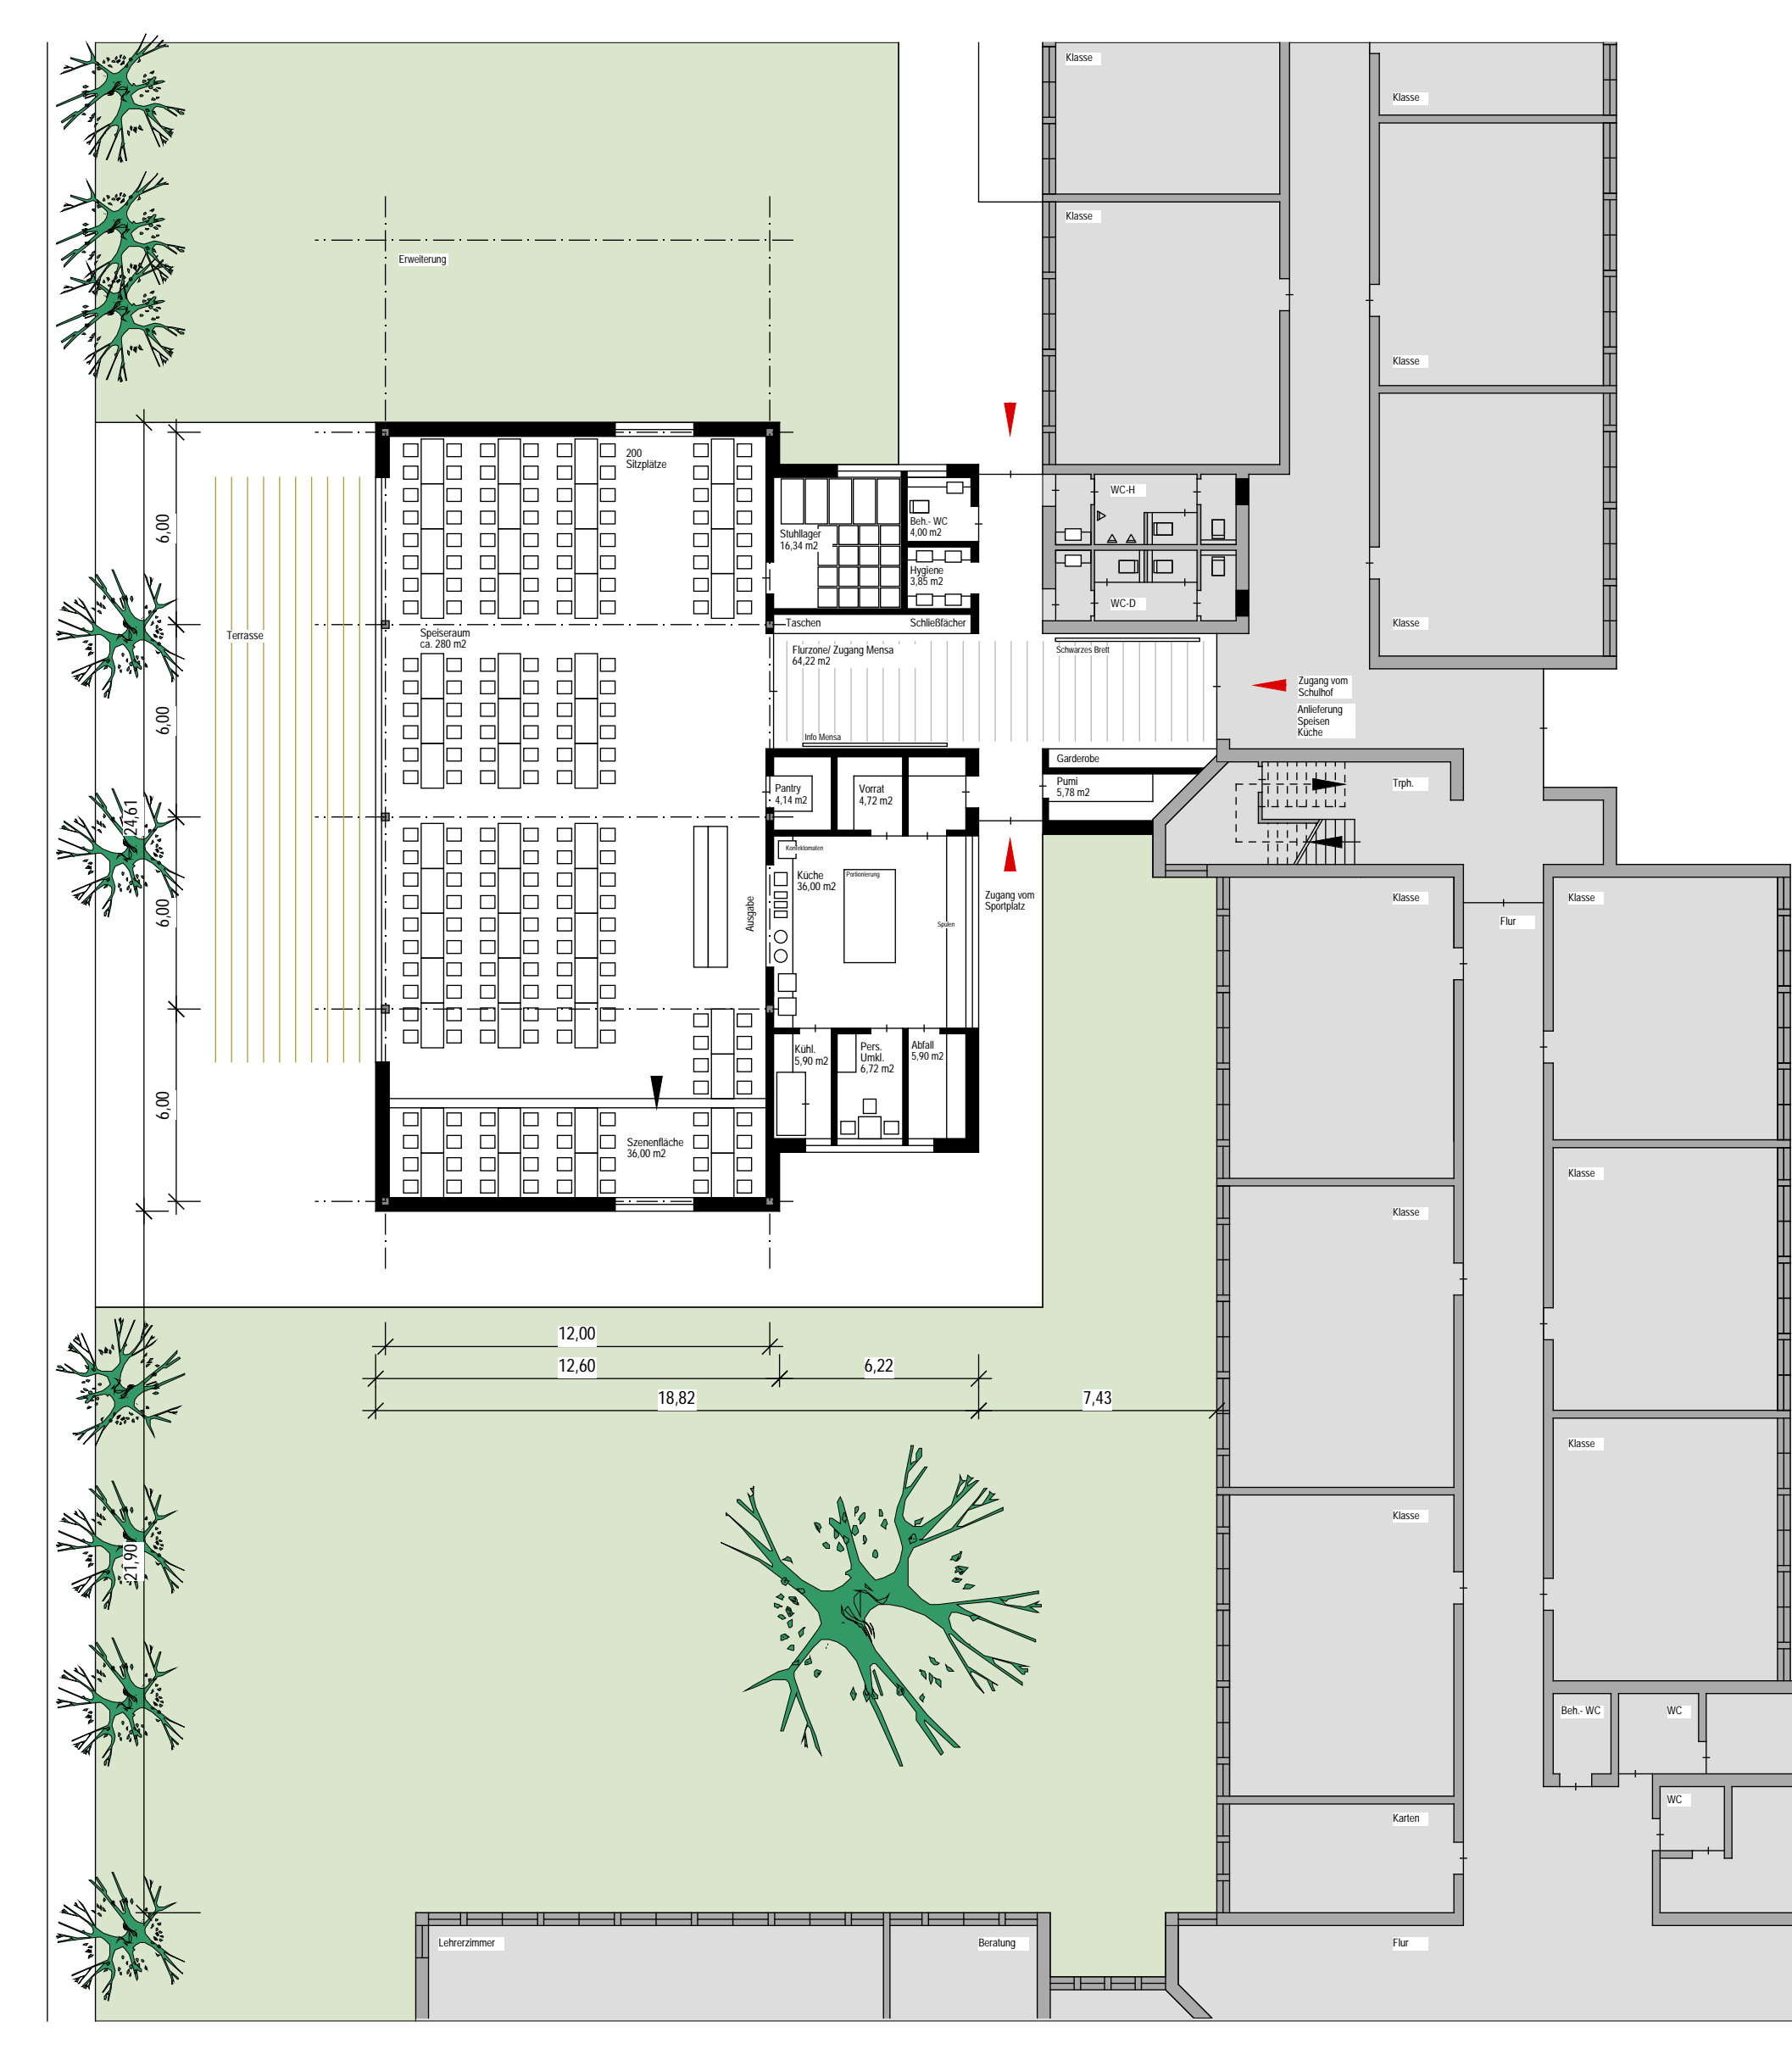 Klasse
Klasse
Klasse
Erweiterung
Klasse
200
Sitzplätze
WC-H
Beh.- WC
4,00 m2
Stuhllager
16,34 m2
6,00
Hygiene
3,85 m2
WC-D
Taschen
Schließfächer
Klasse
Terrasse
Speiseraum
ca. 280 m2
Flurzone/ Zugang Mensa
64,22 m2
Schwarzes Brett
Zugang vom
Schulhof
Anlieferung
Speisen
Küche
6,00
Info Mensa
Garderobe
Pantry
4,14 m2
Vorrat
4,72 m2
Pumi
5,78 m2
Trph.
24,61
Konvektomaten
Küche
36,00 m2
Portionierung
Zugang vom
Sportplatz
Klasse
Flur
Klasse
6,00
Ausgabe
Spülen
Kühl.
5,90 m2
Pers.
Umkl.
6,72 m2
Abfall
5,90 m2
6,00
Szenenfläche
36,00 m2
Klasse
Klasse
12,00
12,60
6,22
18,82
7,43
Klasse
Klasse
21,90
Beh.- WC
WC
WC
Karten
Lehrerzimmer
Beratung
Flur